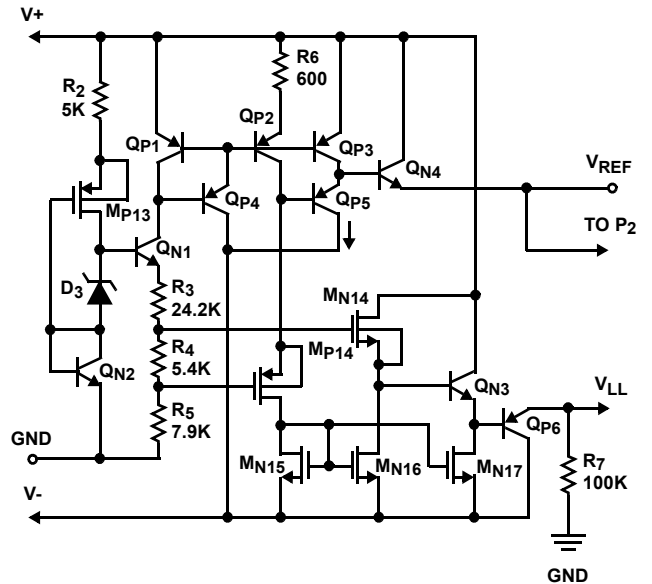 V+
R6
600
R2
5K
QP1
QP2
QP3
QN4
VREF
MP13
QP4
QP5
TO P2
QN1
D3
R3
24.2K
MN14
MP14
R4
5.4K
QN2
QN3
VLL
R5
7.9K
QP6
GND
MN15
MN16
MN17
R7
100K
V-
GND